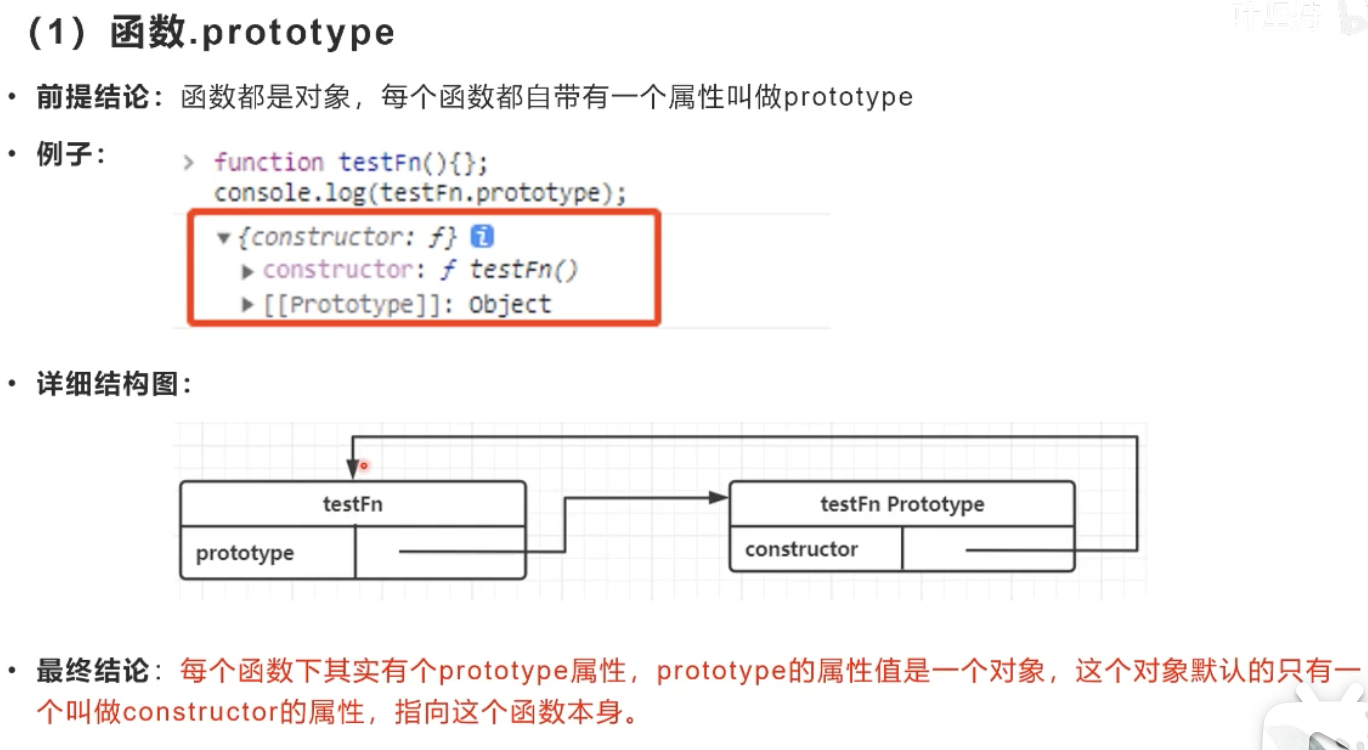 （1）函数.prototype
• 前提结论：函数都是对象，每个函数都自带有一个属性叫做prototype
• 例子：
> function testFn(){};
console.log(testFn.prototype);
▼{constructor: ƒ} i
▶constructor: ƒ testFn()
▶[[Prototype]]: Object
• 详细结构图：
testFn
prototype
testFn Prototype
constructor
• 最终结论：每个函数下其实有个prototype属性，prototype的属性值是一个对象，这个对象默认的只有一
个叫做constructor的属性，指向这个函数本身。